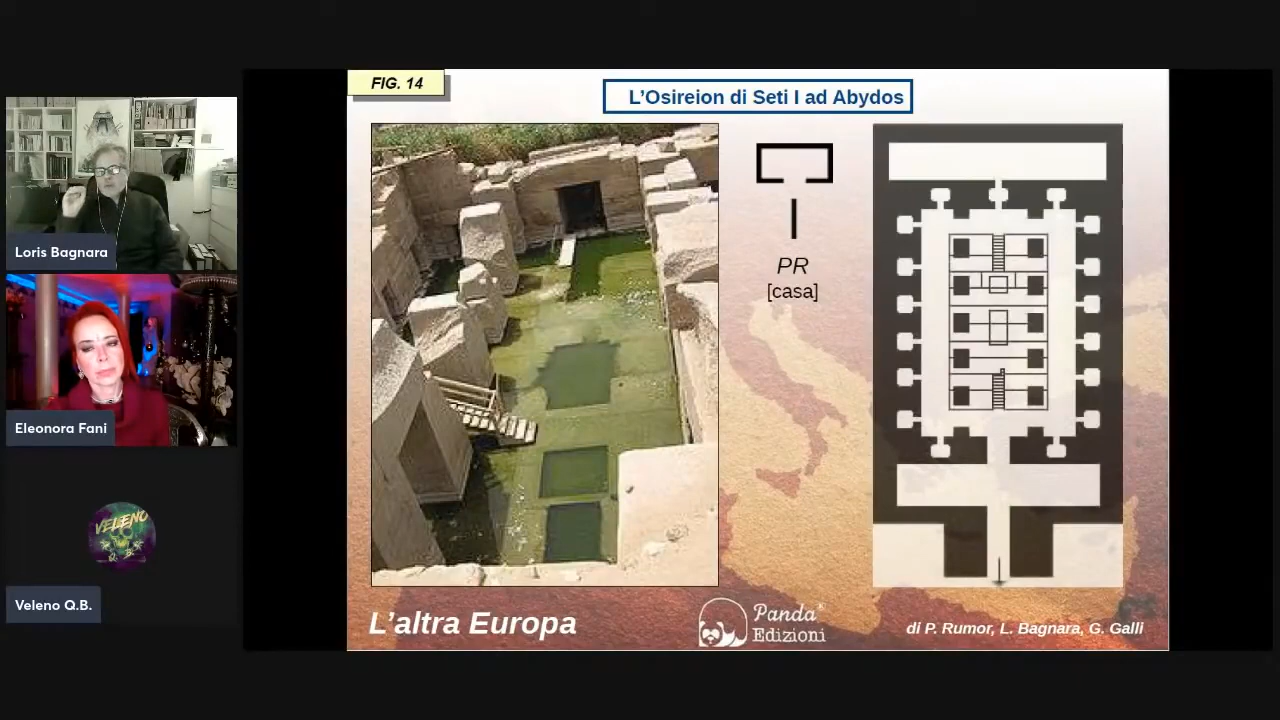 FIG. 14
L'Osireion di Seti I ad Abydos
Loris Bagnara
Eleonora Fani
VELENO
Q. B.
Veleno Q.B.
PR
[casa]
L'altra Europa
Panda®
Edizioni
di P. Rumor, L. Bagnara, G. Galli